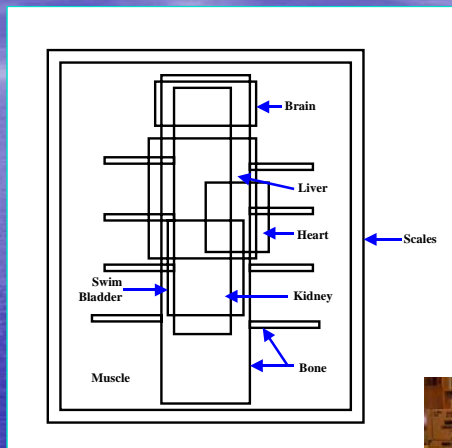 Brain
Liver
Heart
Scales
Swim
Bladder
Kidney
Bone
Muscle